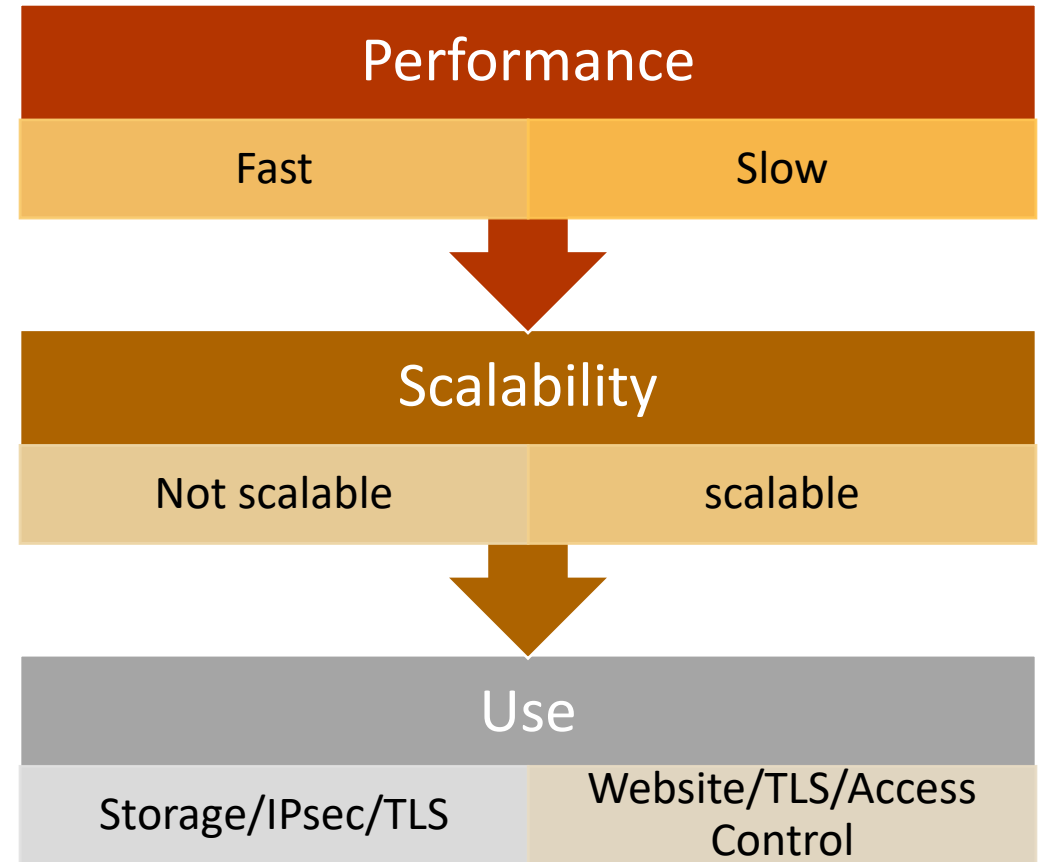 Performance
Fast
Slow
Scalability
Not scalable
scalable
Use
Storage/IPsec/TLS
Website/TLS/Access
Control